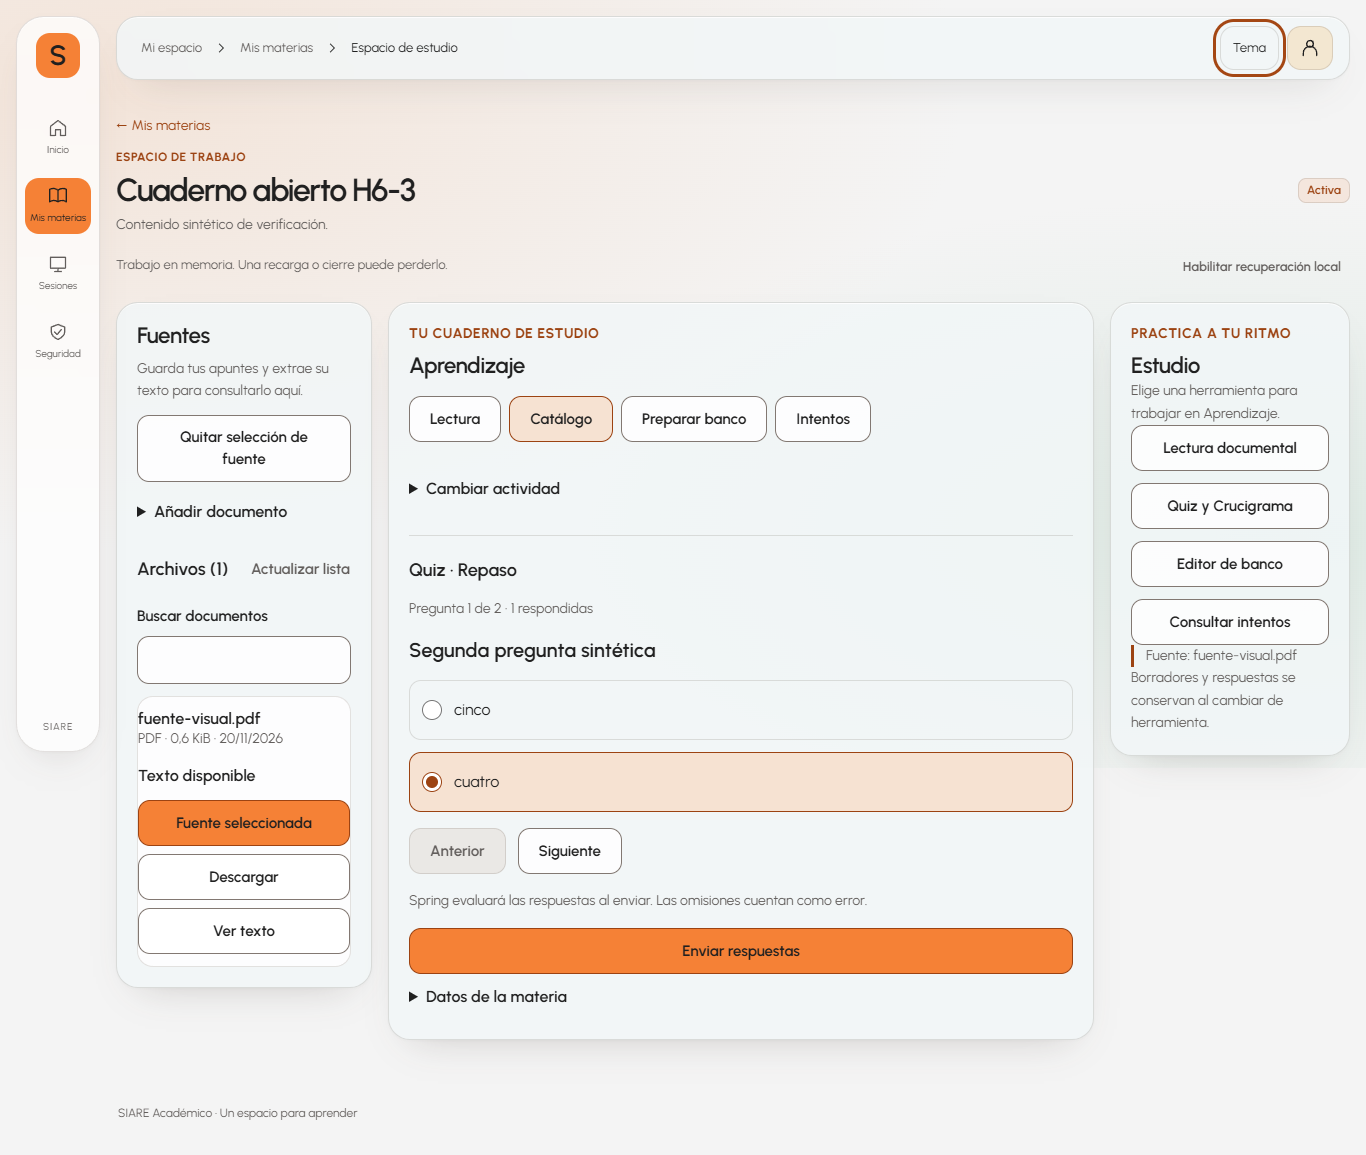 S
Inicio
Mis materias
Sesiones
Seguridad
SIARE
Mi espacio
Mis materias
Espacio de estudio
Tema
← Mis materias
ESPACIO DE TRABAJO
Cuaderno abierto H6-3
Activa
Contenido sintético de verificación.
Trabajo en memoria. Una recarga o cierre puede perderlo.
Habilitar recuperación local
Fuentes
Guarda tus apuntes y extrae su
texto para consultarlo aquí.
Quitar selección de
fuente
Añadir documento
Archivos (1)
Actualizar lista
Buscar documentos
fuente-visual.pdf
PDF · 0,6 KiB · 20/11/2026
Texto disponible
Fuente seleccionada
Descargar
Ver texto
TU CUADERNO DE ESTUDIO
Aprendizaje
Lectura
Catálogo
Preparar banco
Intentos
Cambiar actividad
Quiz · Repaso
Pregunta 1 de 2 · 1 respondidas
Segunda pregunta sintética
cinco
cuatro
Anterior
Siguiente
Spring evaluará las respuestas al enviar. Las omisiones cuentan como error.
Enviar respuestas
Datos de la materia
PRACTICA A TU RITMO
Estudio
Elige una herramienta para
trabajar en Aprendizaje.
Lectura documental
Quiz y Crucigrama
Editor de banco
Consultar intentos
Fuente: fuente-visual.pdf
Borradores y respuestas se
conservan al cambiar de
herramienta.
SIARE Académico · Un espacio para aprender